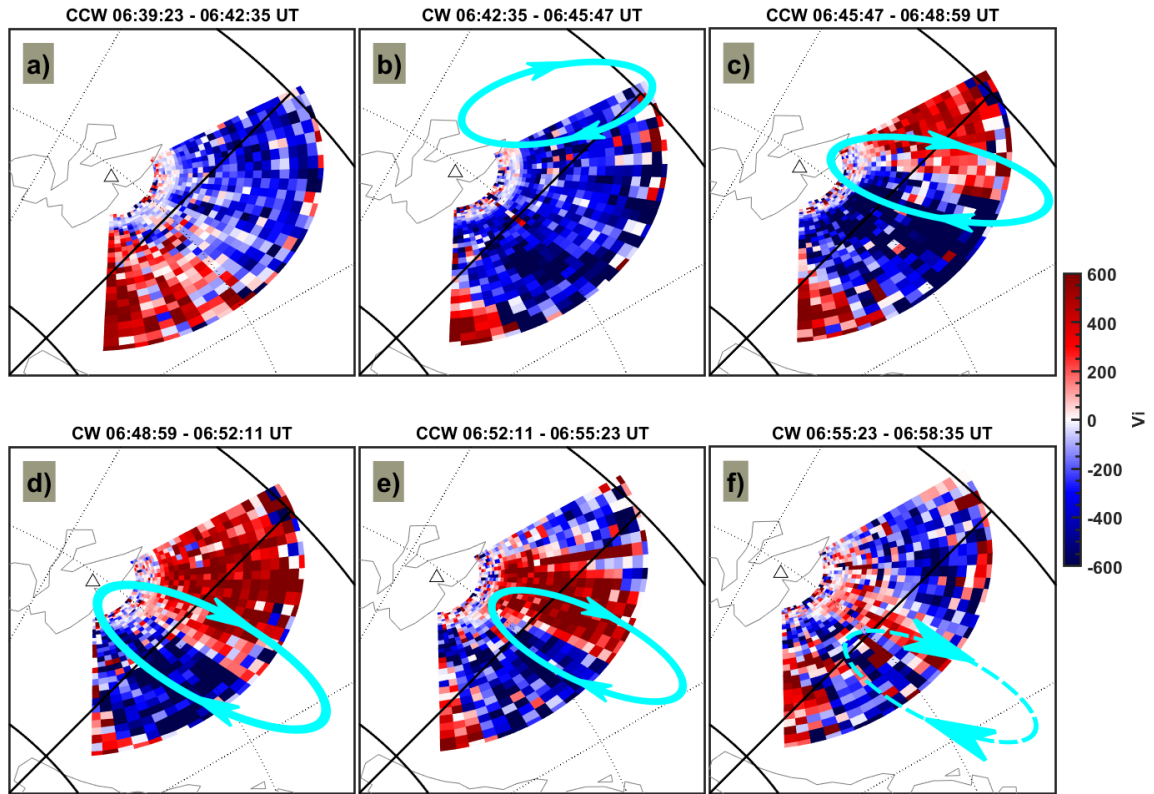 CCW 06:39:23 - 06:42:35 UT
CW 06:42:35 - 06:45:47 UT
CCW 06:45:47 - 06:48:59 UT
a)
b)
c)
600
400
200
0
-200
-400
-600
Vi
CW 06:48:59 - 06:52:11 UT
CCW 06:52:11 - 06:55:23 UT
CW 06:55:23 - 06:58:35 UT
d)
e)
f)